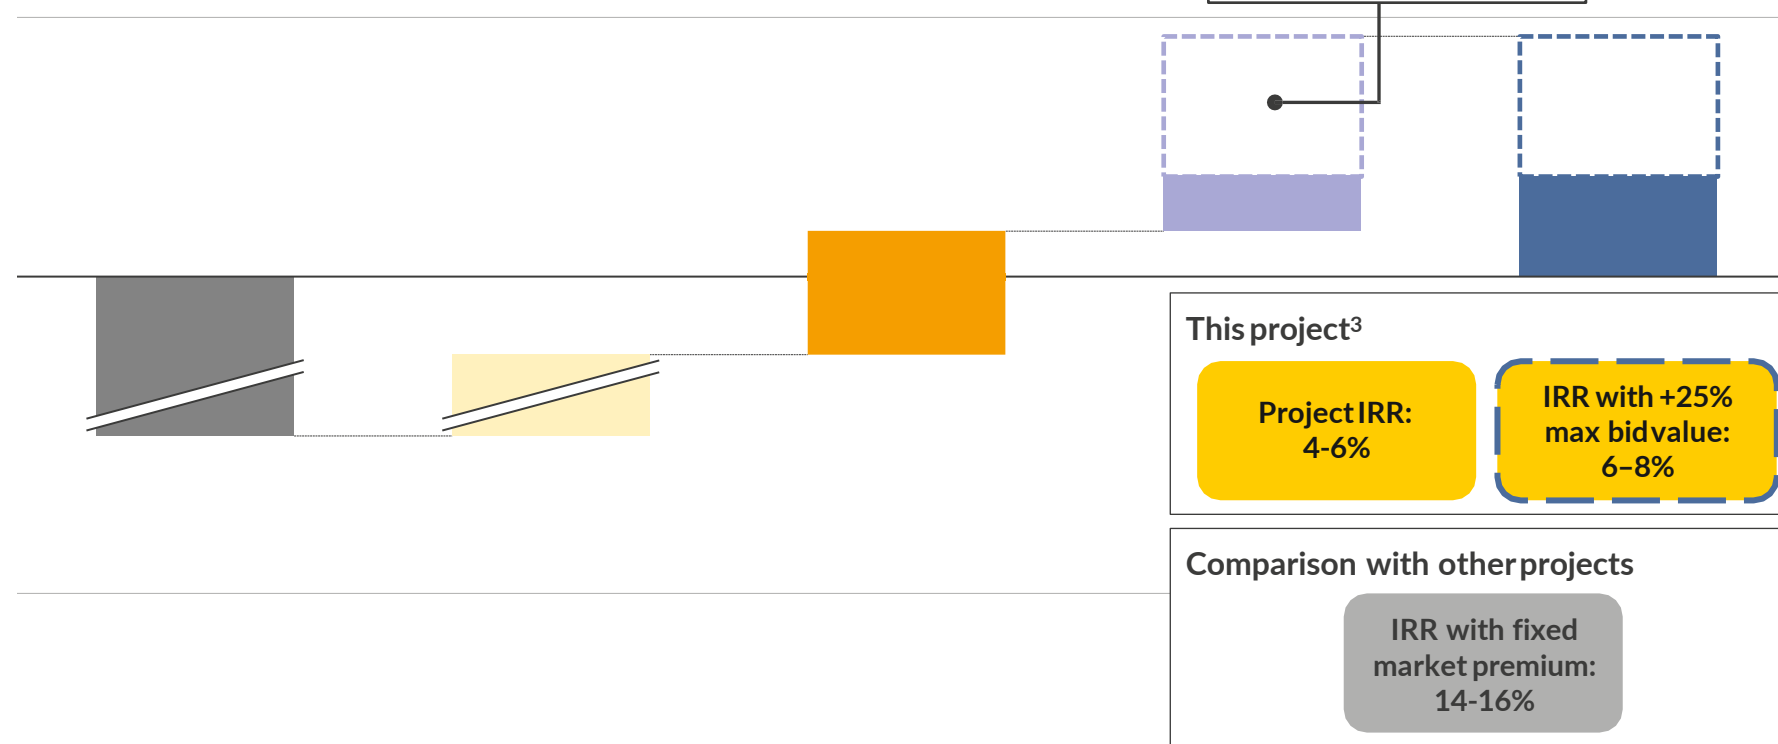 This project³
Project IRR:
4-6%
IRR with +25%
max bid value:
6–8%
Comparison with other projects
IRR with fixed
market premium:
14-16%